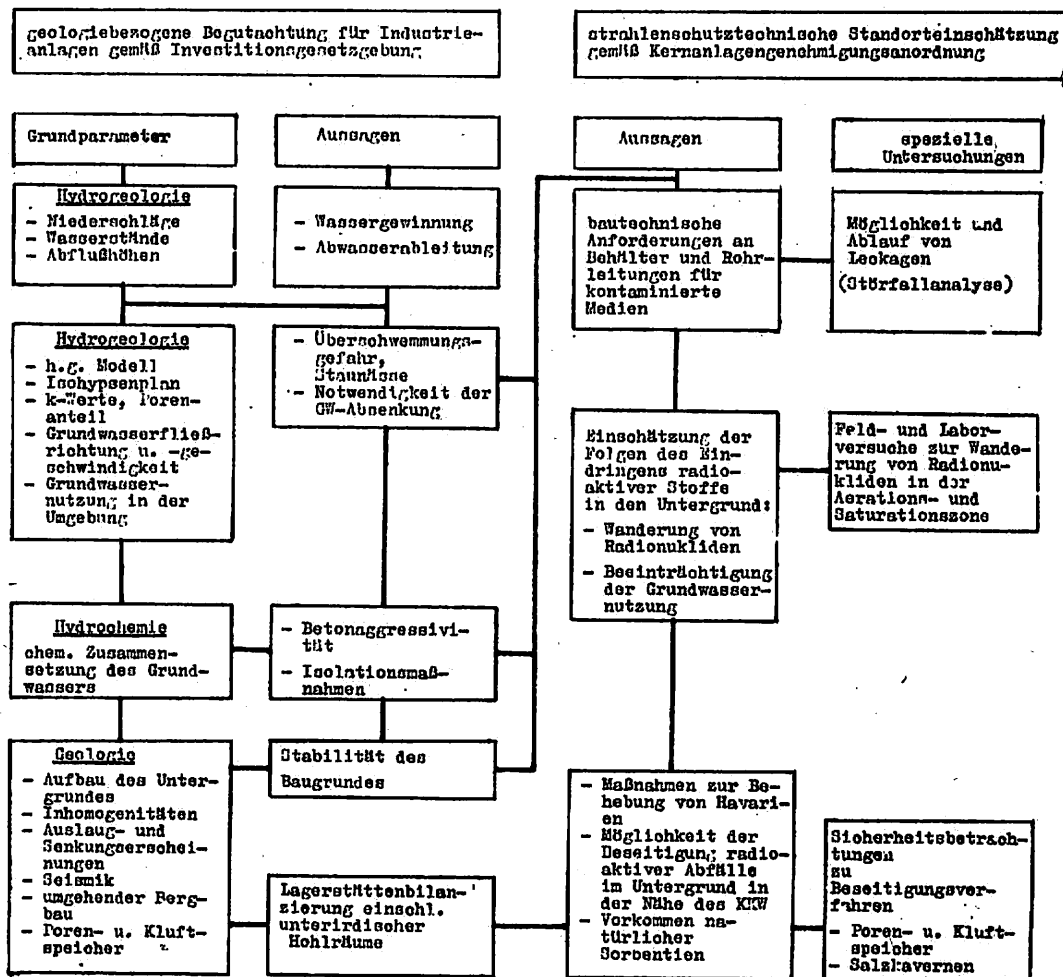 geologiebezogene Begutachtung für Industrie-
anlagen gemäß Investitionsgesetzgebung
strahlenschutztechnische Standorteinschätzung
gemäß Kernanlagengenehmigungsanordnung
Grundparameter
Aussagen
Aussagen
spezielle
Untersuchungen
Hydrogeologie
- Niederschläge
- Wasserstände
- Abflußhöhen
- Wassergewinnung
- Abwasserableitung
bautechnische
Anforderungen an
Behälter und Rohr-
leitungen für
kontaminierte
Medien
Möglichkeit und
Ablauf von
Leckagen
(Störfallanalyse)
Hydrogeologie
- h.g. Modell
- Isohypsenplan
- k-Werte, Poren-
anteil
- Grundwasserfließ-
richtung u. -ge-
schwindigkeit
- Grundwasser-
nutzung in der
Umgebung
- Überschwemmungs-
gefahr,
Staunässe
- Notwendigkeit der
GW-Absenkung
Einschätzung der
Folgen des Ein-
dringens radio-
aktiver Stoffe
in den Untergrund:
- Wanderung von
Radionukliden
- Beeinträchtigung
der Grundwasser-
nutzung
Feld- und Labor-
versuche zur Wande-
rung von Radionu-
kliden in der
Aerations- und
Saturationszone
Hydrochemie
chem. Zusammen-
setzung des Grund-
wassers
- Betonaggressivi-
tät
- Isolationsmaß-
nahmen
Geologie
- Aufbau des Unter-
grundes
- Inhomogenitäten
- Auslaug- und
Senkungserschei-
nungen
- Seismik
- umgehender Berg-
bau
- Poren- u. Kluft-
speicher
Stabilität des
Baugrundes
Lagerstättenbilan-
zierung einschl.
unterirdischer
Hohlräume
- Maßnahmen zur Be-
hebung von Havari-
en
- Möglichkeit der
Beseitigung radio-
aktiver Abfälle
im Untergrund in
der Nähe des KKW
- Vorkommen na-
türlicher
Sorbentien
Sicherheitsbetrach-
tungen
zu
Beseitigungsver-
fahren
- Poren- u. Kluft-
speicher
- Salzkavernen